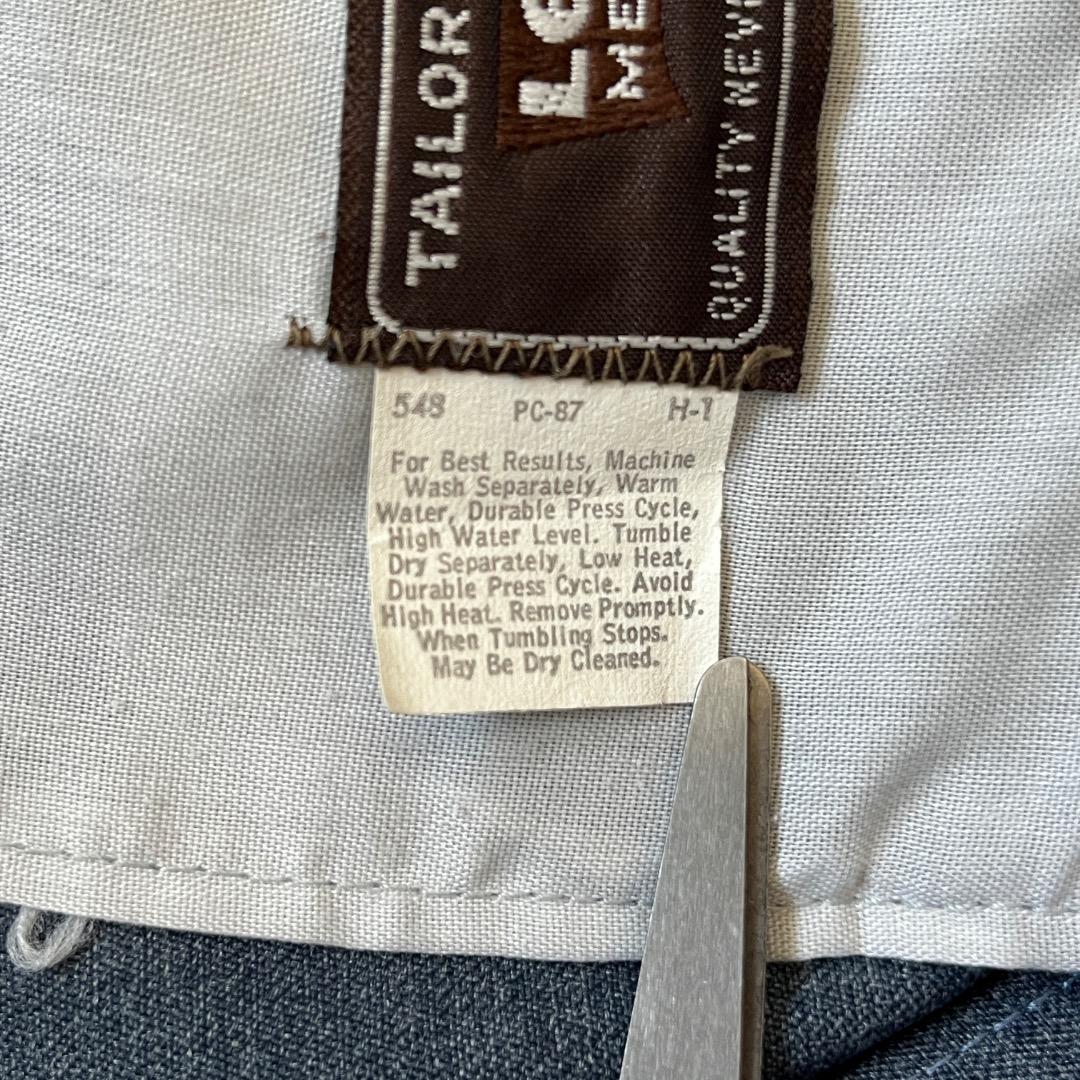 TAILOR
QUALITY
548 PC-87 H-1
For Best Results, Machine
Wash Separately, Warm
Water, Durable Press Cycle,
High Water Level. Tumble
Dry Separately, Low Heat,
Durable Press Cycle. Avoid
High Heat. Remove Promptly.
When Tumbling Stops.
May Be Dry Cleaned.